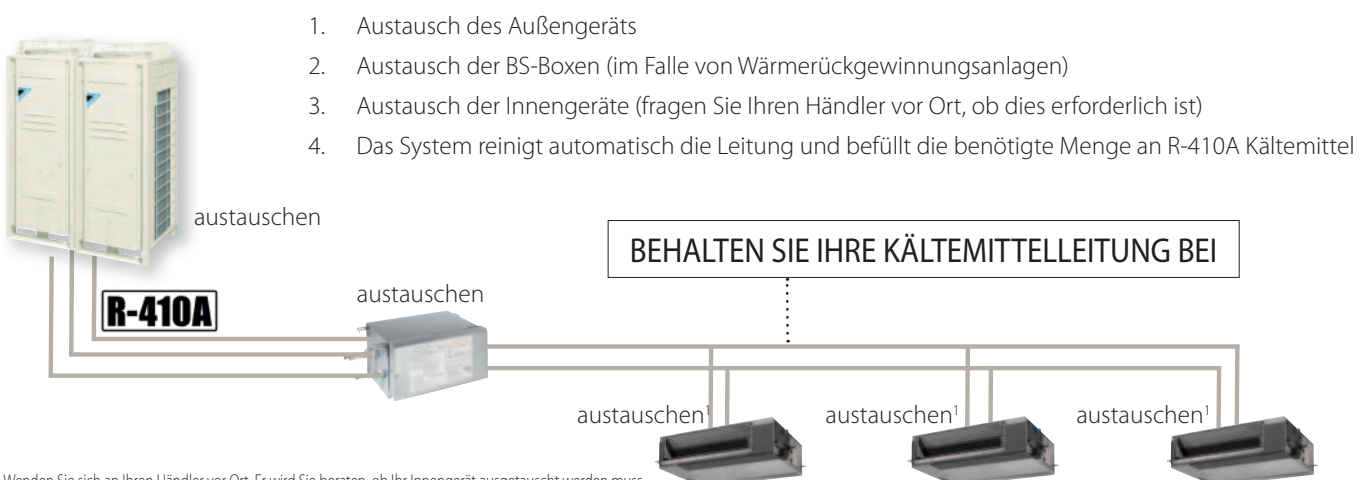 1. Austausch des Außengeräts
2. Austausch der BS-Boxen (im Falle von Wärmerückgewinnungsanlagen)
3. Austausch der Innengeräte (fragen Sie Ihren Händler vor Ort, ob dies erforderlich ist)
4. Das System reinigt automatisch die Leitung und befüllt die benötigte Menge an R-410A Kältemittel
austauschen
BEHALTEN SIE IHRE KÄLTEMITTELLEITUNG BEI
austauschen
R-410A
austauschen¹ austauschen¹ austauschen¹
Wenden Sie sich an Ihren Händler vor Ort. Er wird Sie beraten, ob Ihr Innengerät ausgetauscht werden muss